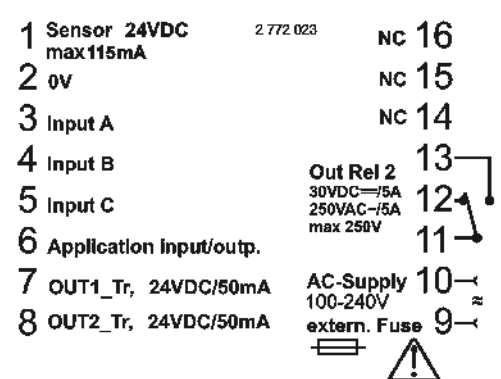 1 Sensor 24VDC
max115mA
2 772 023
2 0V
3 Input A
4 Input B
5 Input C
6 Application input/outp.
7 OUT1_Tr, 24VDC/50mA
8 OUT2_Tr, 24VDC/50mA
NC 16
NC 15
NC 14
13
Out Rel 2
30VDC⎓/5A
12
250VAC~/5A
max 250V
11
AC-Supply 10
100-240V
≈
extern. Fuse 9
!